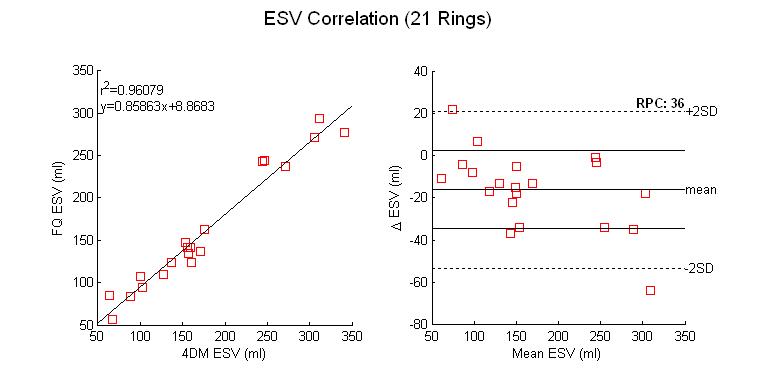 ESV Correlation (21 Rings)
350
300
250
200
150
100
50
r2=0.96079
y=0.85863x+8.8683
FQ ESV (ml)
50 100 150 200 250 300 350
4DM ESV (ml)
40
20
0
-20
-40
-60
-80
RPC: 36
+2SD
mean
-2SD
Δ ESV (ml)
50 100 150 200 250 300 350
Mean ESV (ml)